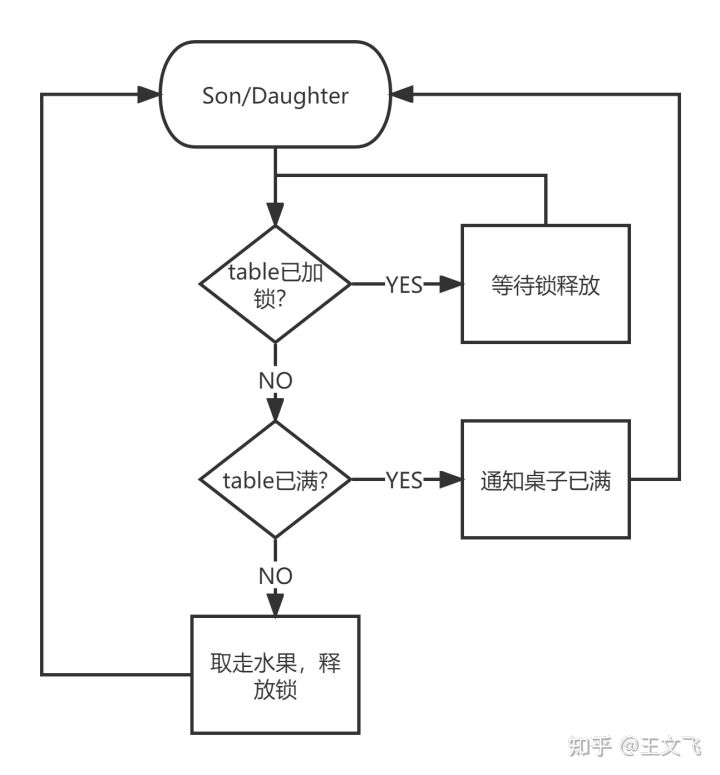 Son/Daughter
table已加
锁?
YES
等待锁释放
NO
table已满?
YES
通知桌子已满
NO
取走水果，释
放锁
知乎 @王文飞